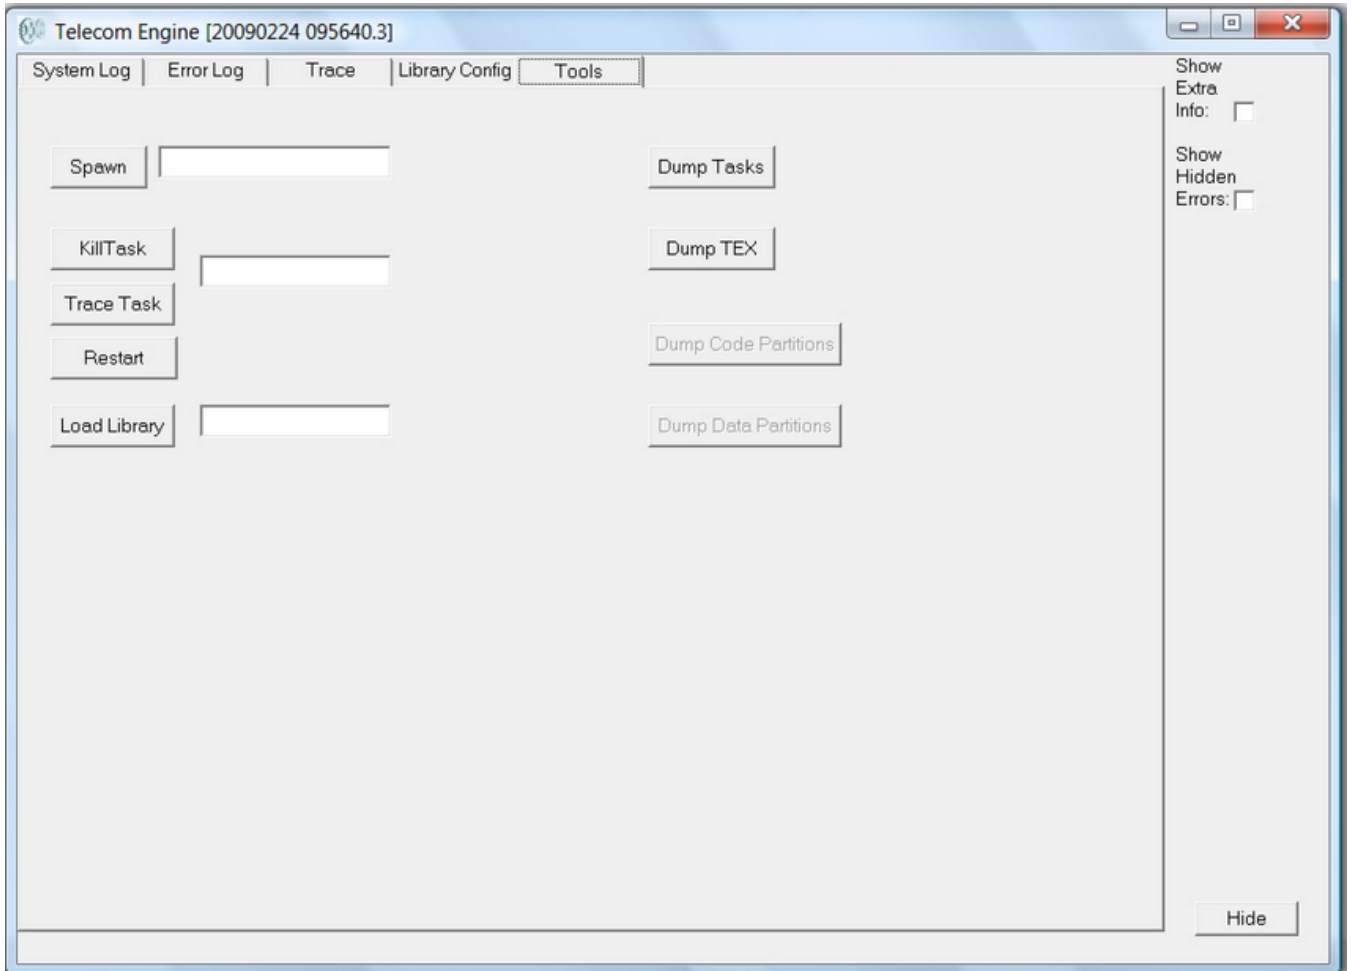 Telecom Engine [20090224 095640.3]
System Log
Error Log
Trace
Library Config
Tools
Show
Extra
Info:
Show
Hidden
Errors:
Spawn
Dump Tasks
KillTask
Dump TEX
Trace Task
Restart
Dump Code Partitions
Load Library
Dump Data Partitions
Hide